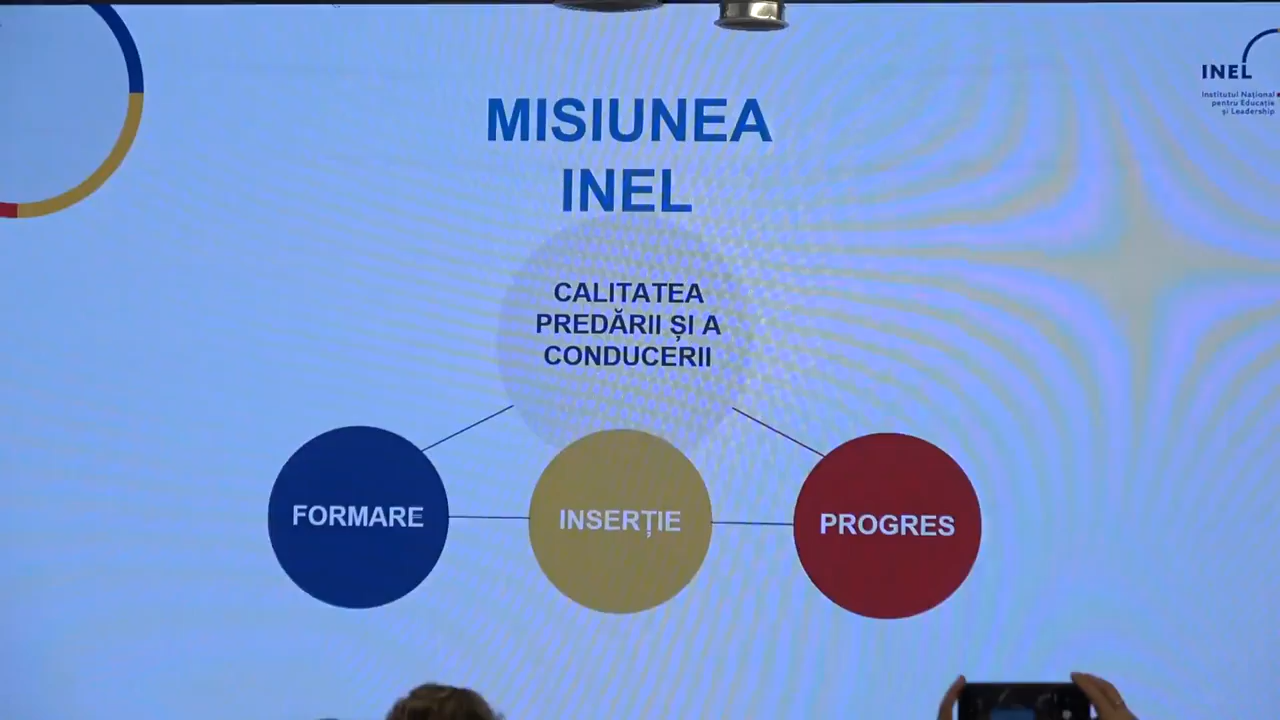 INEL
Institutul Național
pentru Educație
și Leadership
MISIUNEA
INEL
CALITATEA
PREDĂRII ȘI A
CONDUCERII
FORMARE
INSERȚIE
PROGRES